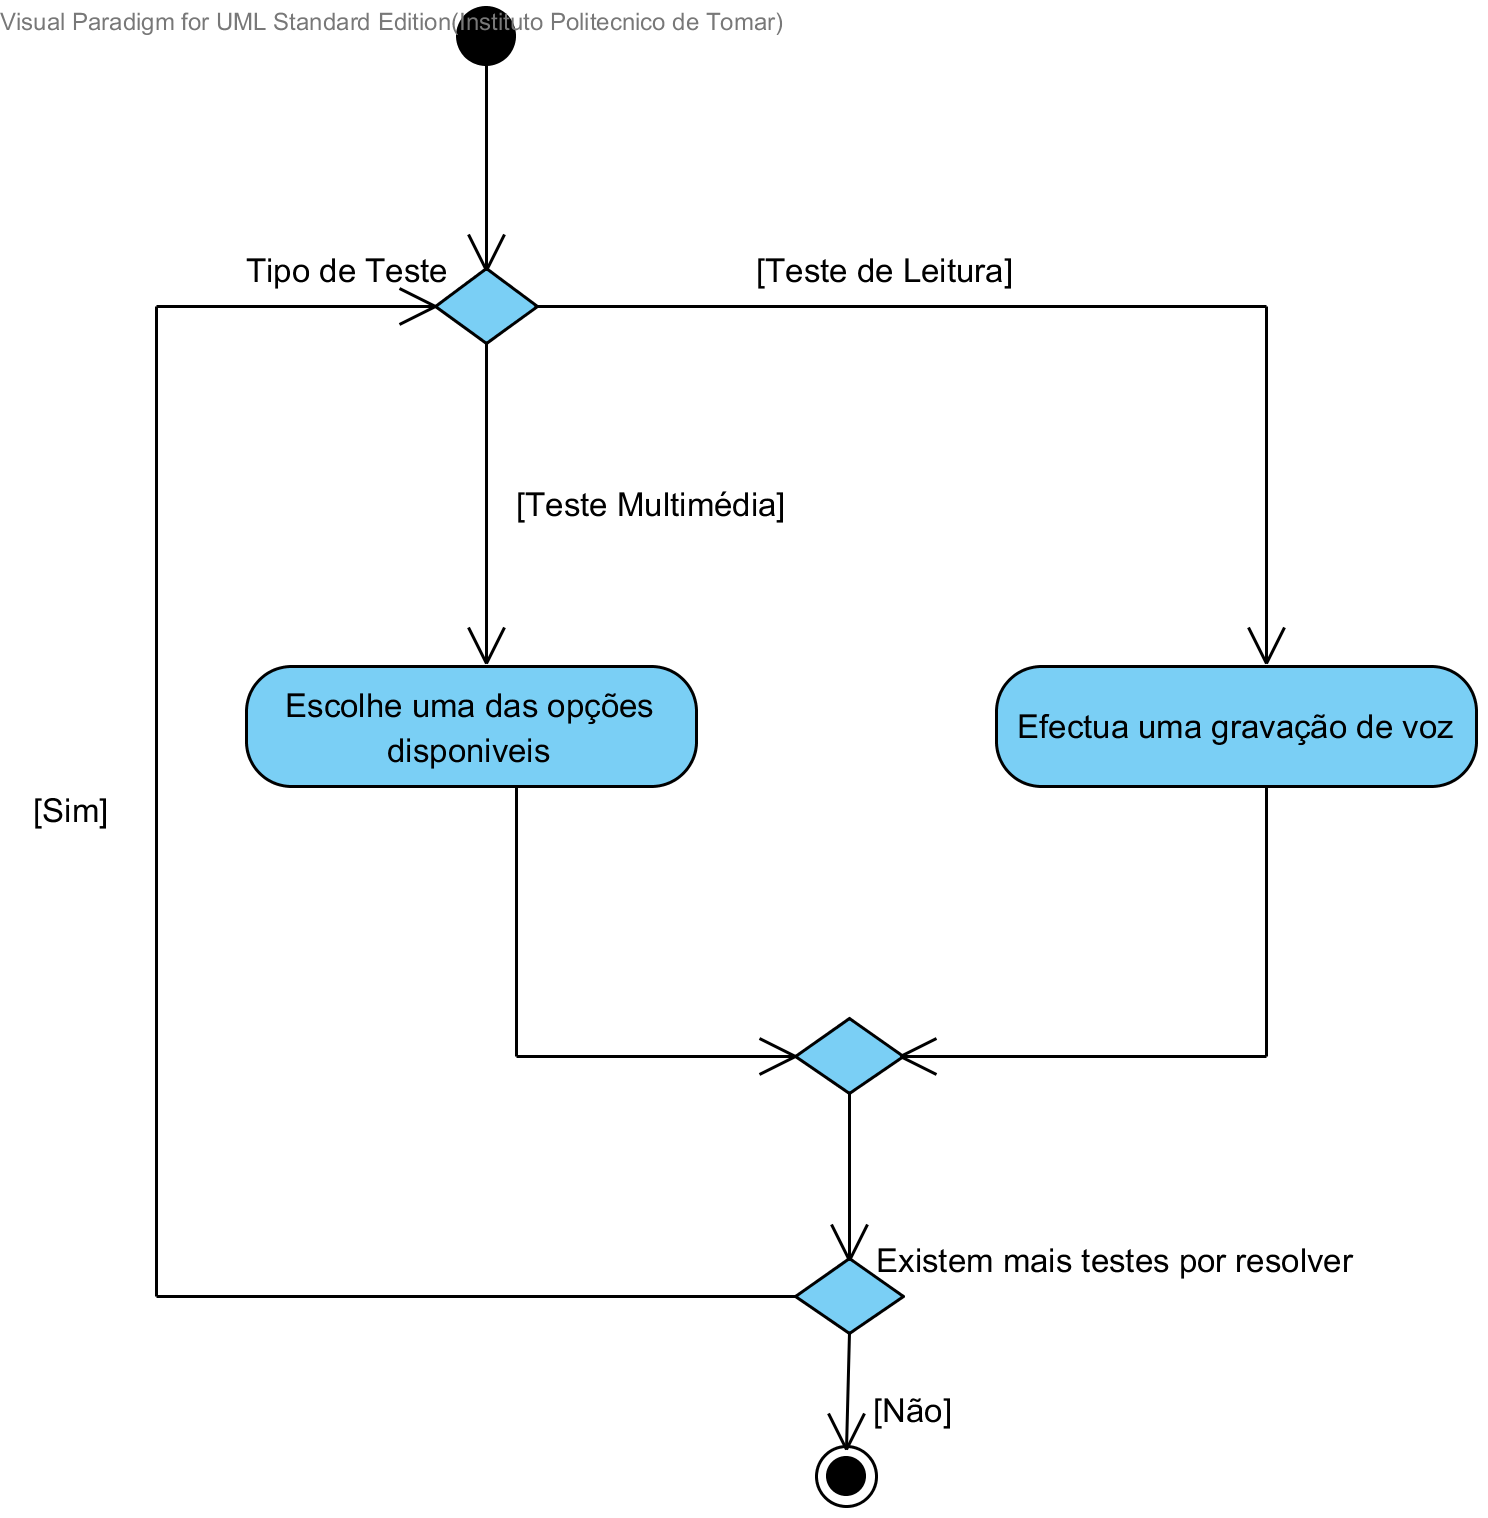 Visual Paradigm for UML Standard Edition(Instituto Politecnico de Tomar)
Tipo de Teste
[Teste de Leitura]
[Teste Multimédia]
Escolhe uma das opções
disponiveis
Efectua uma gravação de voz
[Sim]
Existem mais testes por resolver
[Não]